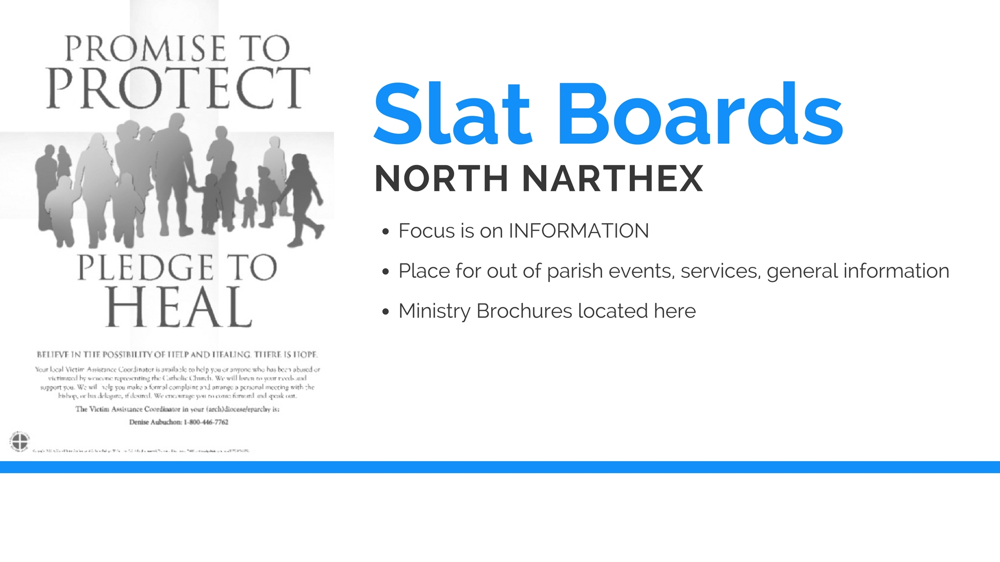 PROMISE TO
PROTECT
PLEDGE TO
HEAL
BELIEVE IN THE POSSIBILITY OF HELP AND HEALING. THERE IS HOPE.
Your local Victim Assistance Coordinator is available to help you or anyone who has been abused or
victimized by someone representing the Catholic Church. We will listen to your needs and
support you. We will help you make a formal complaint and arrange a personal meeting with the
bishop, or his delegate, if desired. We encourage you to come forward and speak out.
The Victim Assistance Coordinator in your (arch)diocese/eparchy is:
Denise Aubuchon: 1-800-446-7762
Slat Boards
NORTH NARTHEX
• Focus is on INFORMATION
• Place for out of parish events, services, general information
• Ministry Brochures located here